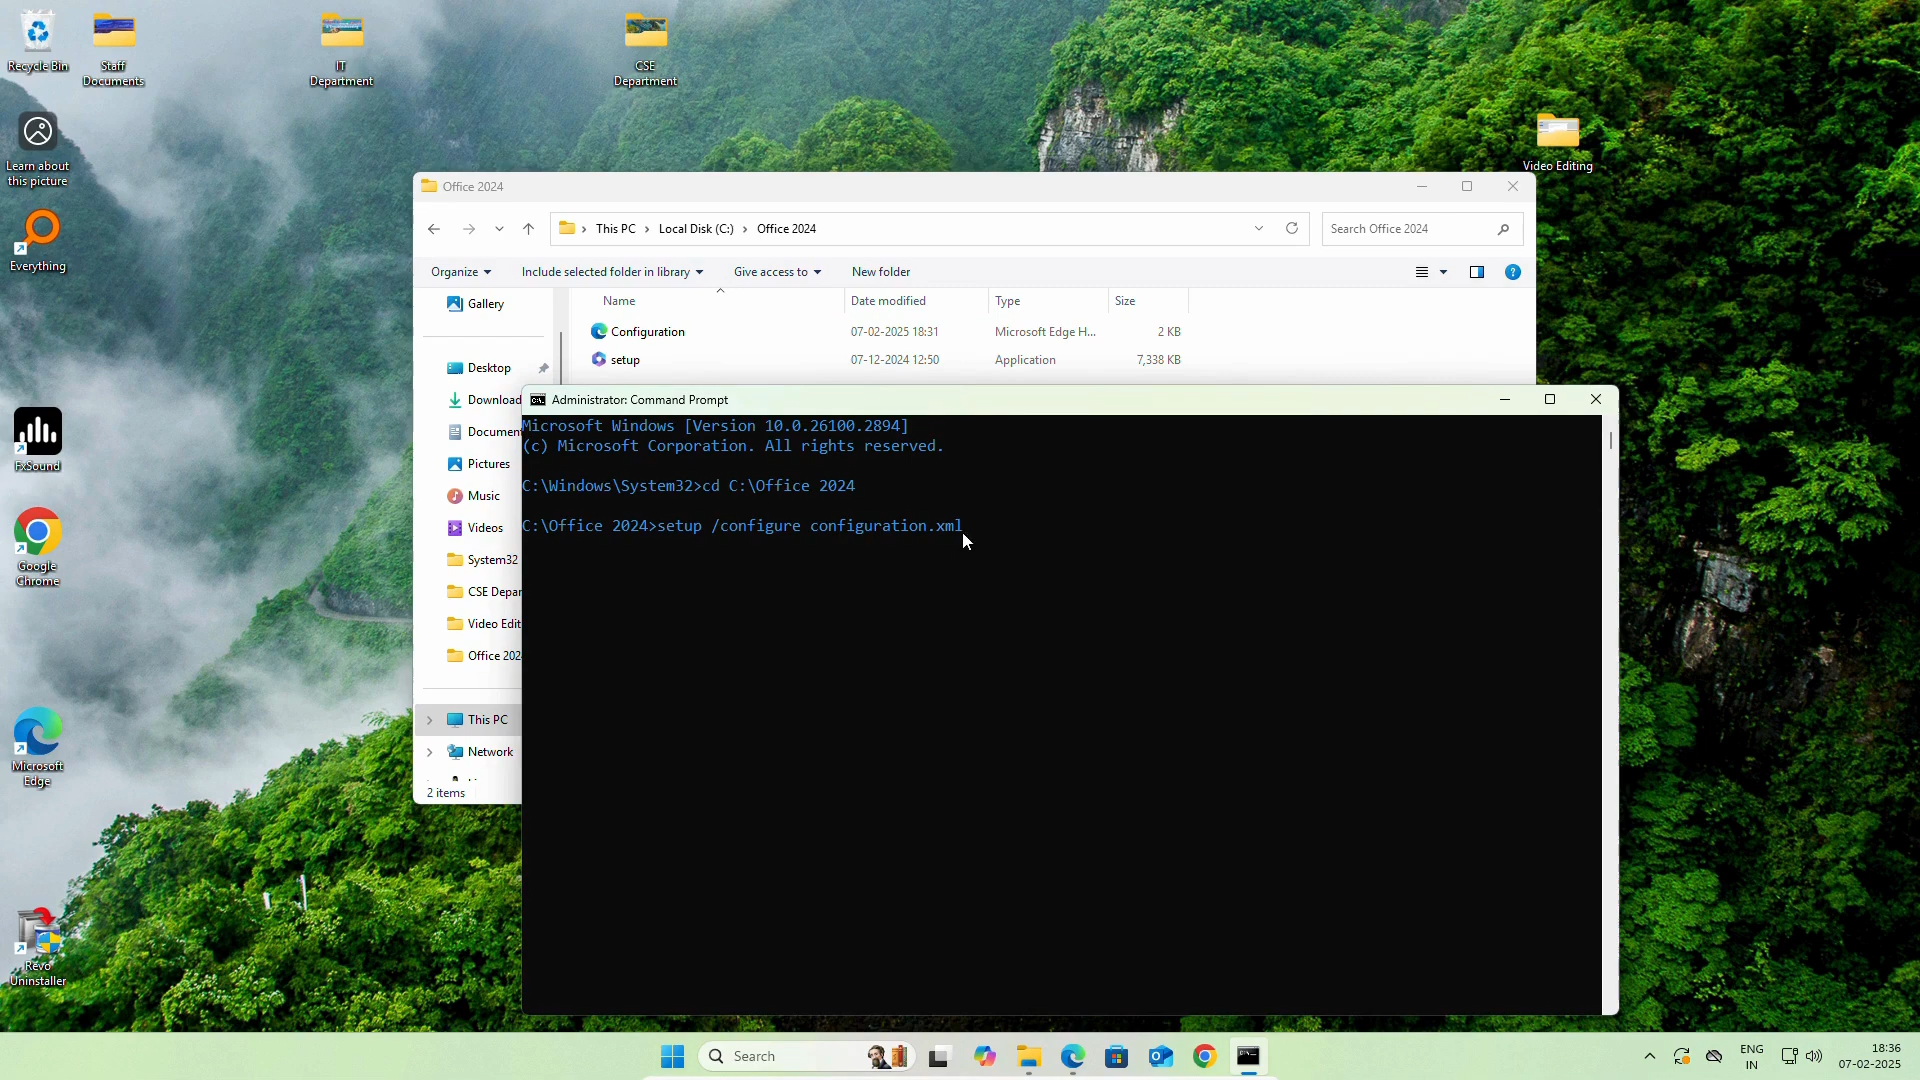 Recycle Bin
Staff
Documents
IT
Department
CSE
Department
Learn about
this picture
Video Editing
Everything
FxSound
Google
Chrome
Microsoft
Edge
Revo
Uninstaller
Office 2024
This PC > Local Disk (C:) > Office 2024
Search Office 2024
Organize
Include selected folder in library
Give access to
New folder
Name
Date modified
Type
Size
Configuration
07-02-2025 18:31
Microsoft Edge H...
2 KB
setup
07-12-2024 12:50
Application
7,338 KB
Gallery
Desktop
Download
Documen
Pictures
Music
Videos
System32
CSE Depar
Video Edit
Office 202
This PC
Network
2 items
Administrator: Command Prompt
Microsoft Windows [Version 10.0.26100.2894]
(c) Microsoft Corporation. All rights reserved.
C:\Windows\System32>cd C:\Office 2024
C:\Office 2024>setup /configure configuration.xml
Search
ENG
IN
18:36
07-02-2025